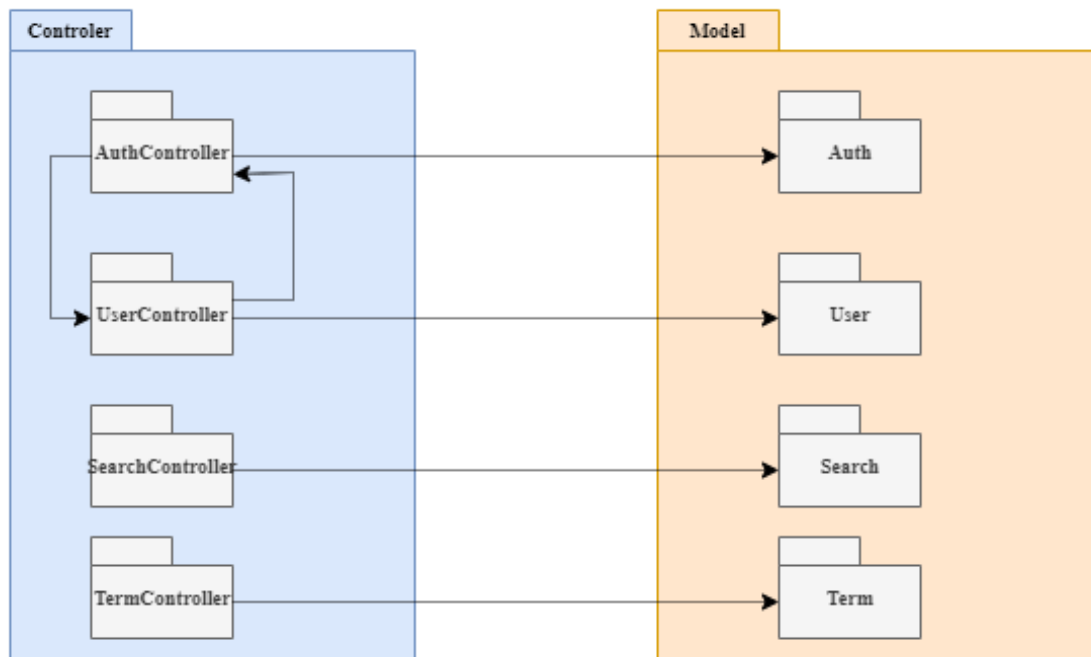 Controler
Model
AuthController
Auth
UserController
User
SearchController
Search
TermController
Term